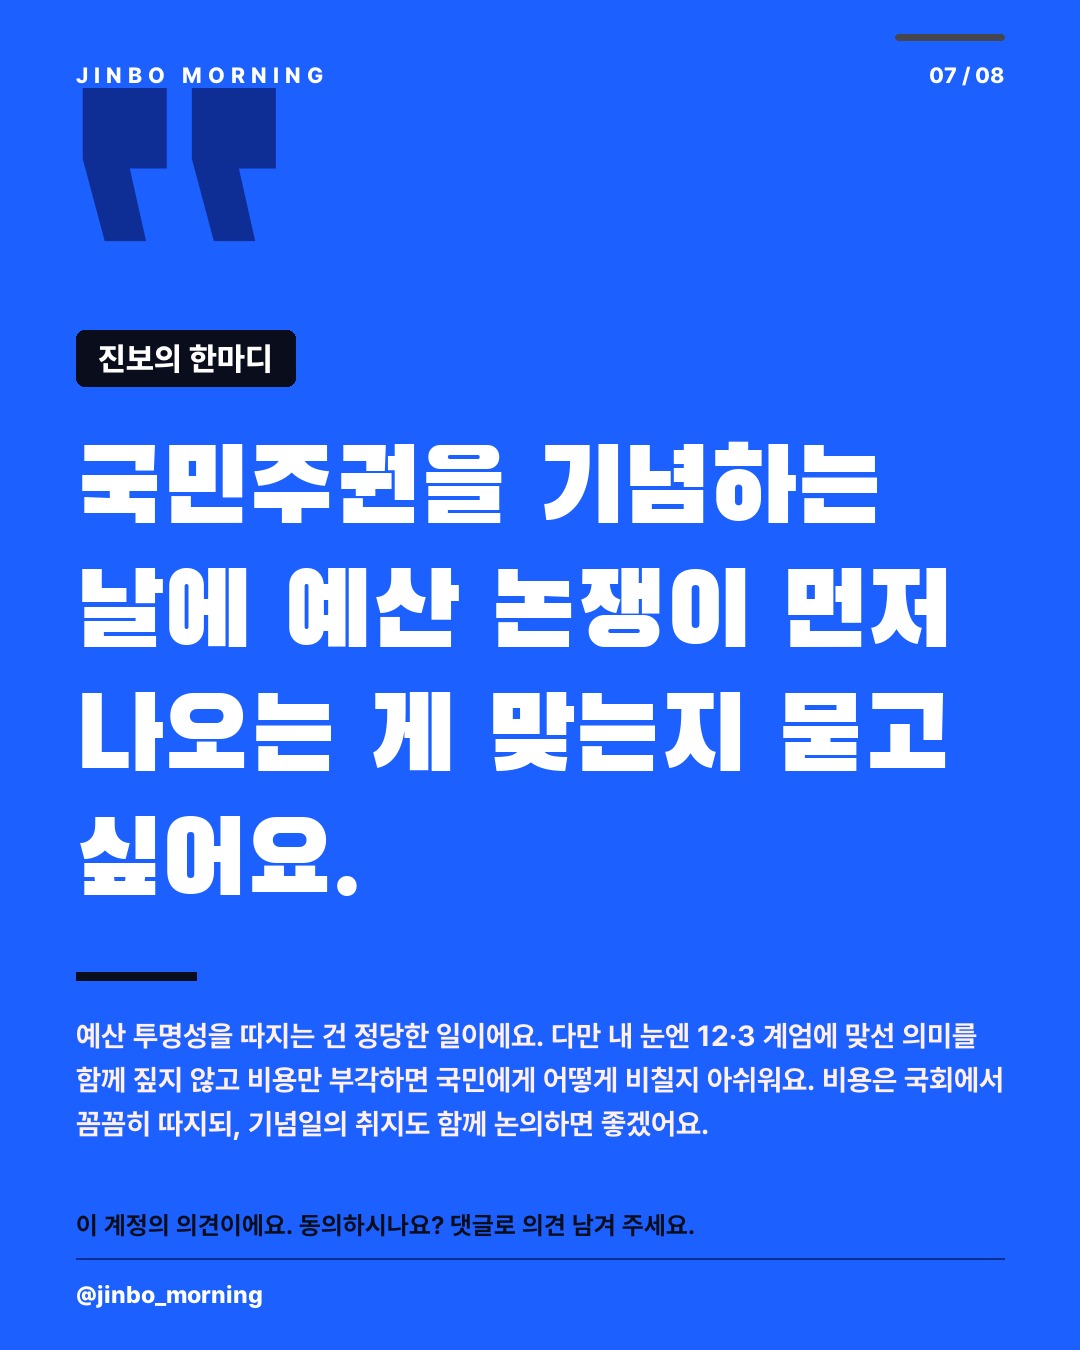 JINBO MORNING
07 / 08
진보의 한마디
국민주권을 기념하는
날에 예산 논쟁이 먼저
나오는 게 맞는지 묻고
싶어요.
예산 투명성을 따지는 건 정당한 일이에요. 다만 내 눈엔 12·3 계엄에 맞선 의미를
함께 짚지 않고 비용만 부각하면 국민에게 어떻게 비칠지 아쉬워요. 비용은 국회에서
꼼꼼히 따지되, 기념일의 취지도 함께 논의하면 좋겠어요.
이 계정의 의견이에요. 동의하시나요? 댓글로 의견 남겨 주세요.
@jinbo_morning